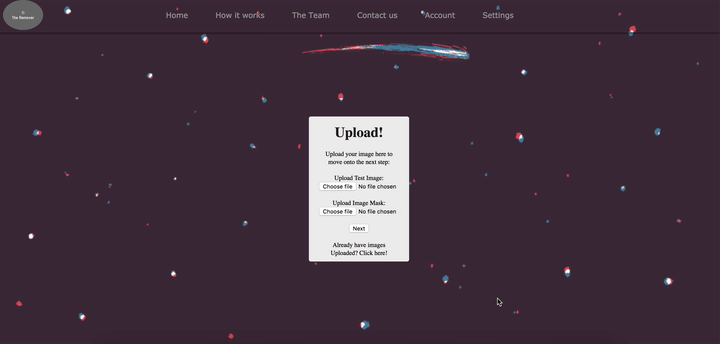 The Remover
Home
How it works
The Team
Contact us
Account
Settings
Upload!
Upload your image here to
move onto the next step:
Upload Test Image:
Choose file No file chosen
Upload Image Mask:
Choose file No file chosen
Next
Already have images
Uploaded? Click here!